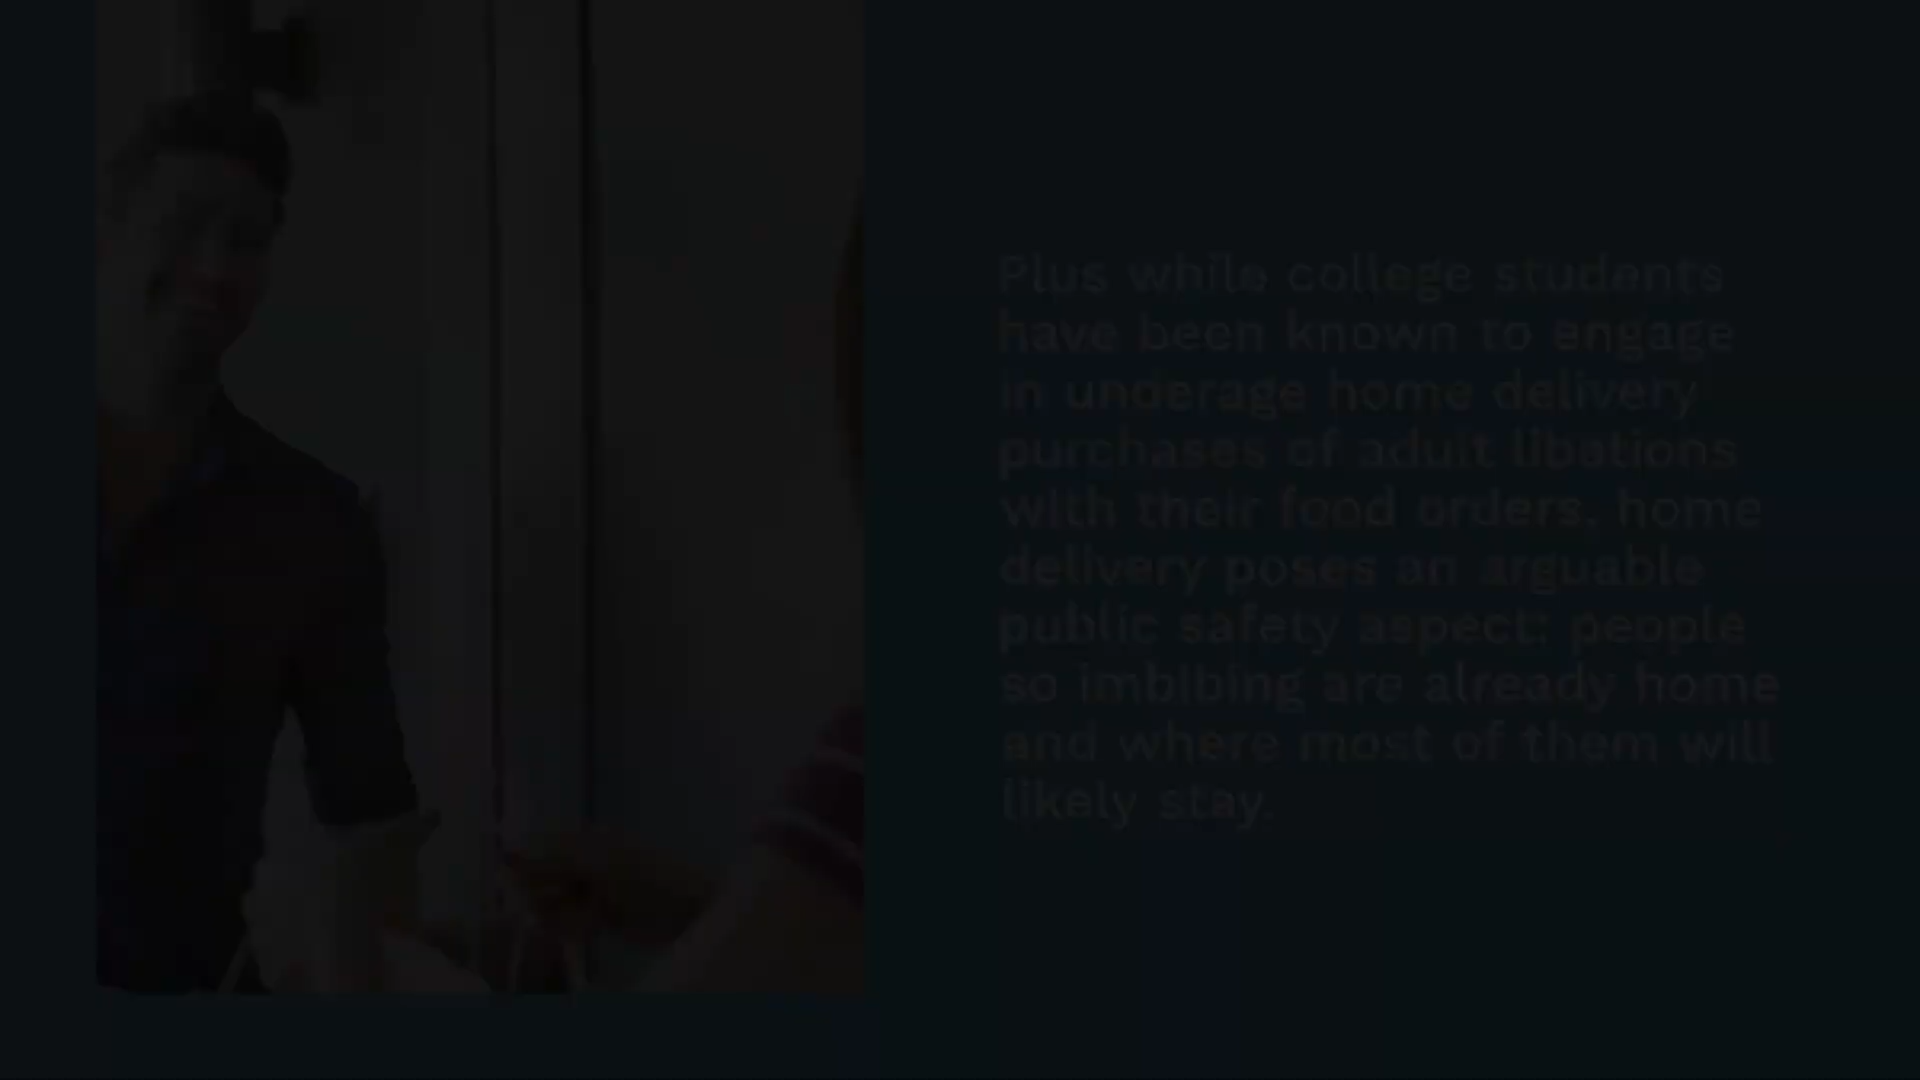 Plus while college students
have been known to engage
in underage home delivery
purchases of adult libations
with their food orders, home
delivery poses an arguable
public safety aspect: people
so imbibing are already home
and where most of them will
likely stay.